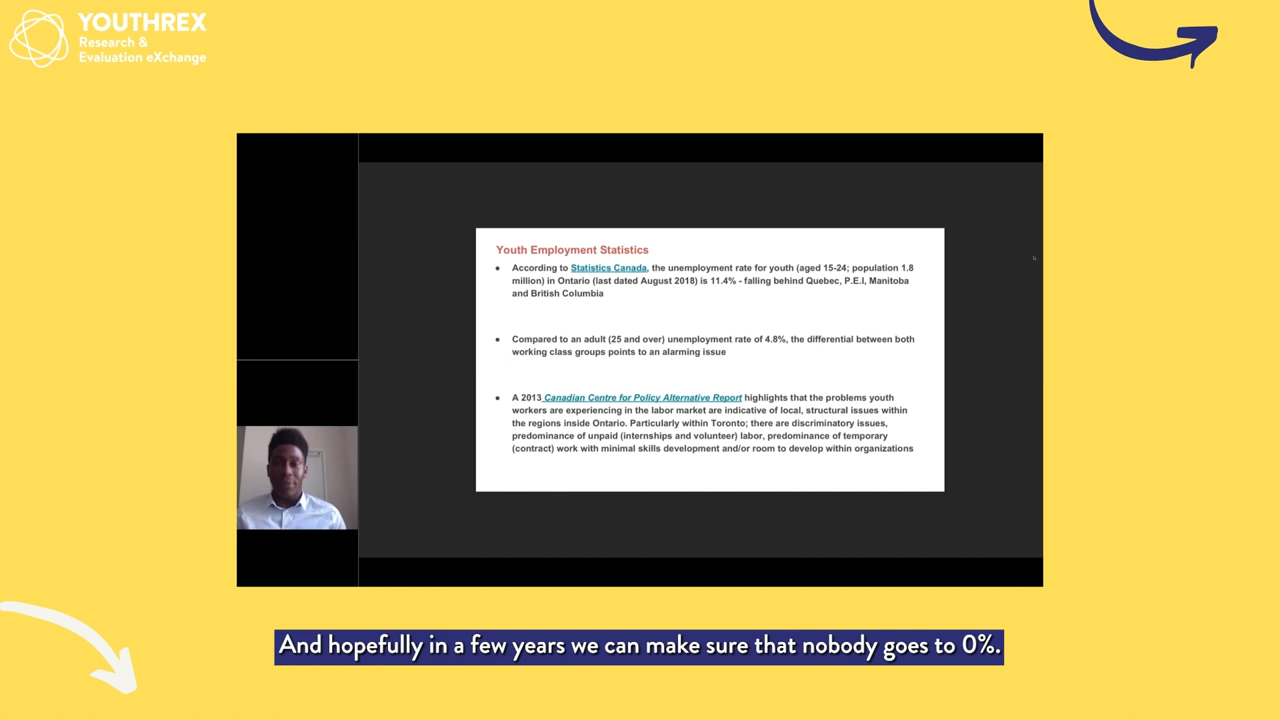 YOUTHREX
Research &
Evaluation eXchange
Youth Employment Statistics
● According to Statistics Canada, the unemployment rate for youth (aged 15-24; population 1.8
million) in Ontario (last dated August 2018) is 11.4% - falling behind Quebec, P.E.I, Manitoba
and British Columbia
● Compared to an adult (25 and over) unemployment rate of 4.8%, the differential between both
working class groups points to an alarming issue
● A 2013 Canadian Centre for Policy Alternative Report highlights that the problems youth
workers are experiencing in the labor market are indicative of local, structural issues within
the regions inside Ontario. Particularly within Toronto; there are discriminatory issues,
predominance of unpaid (internships and volunteer) labor, predominance of temporary
(contract) work with minimal skills development and/or room to develop within organizations
And hopefully in a few years we can make sure that nobody goes to 0%.